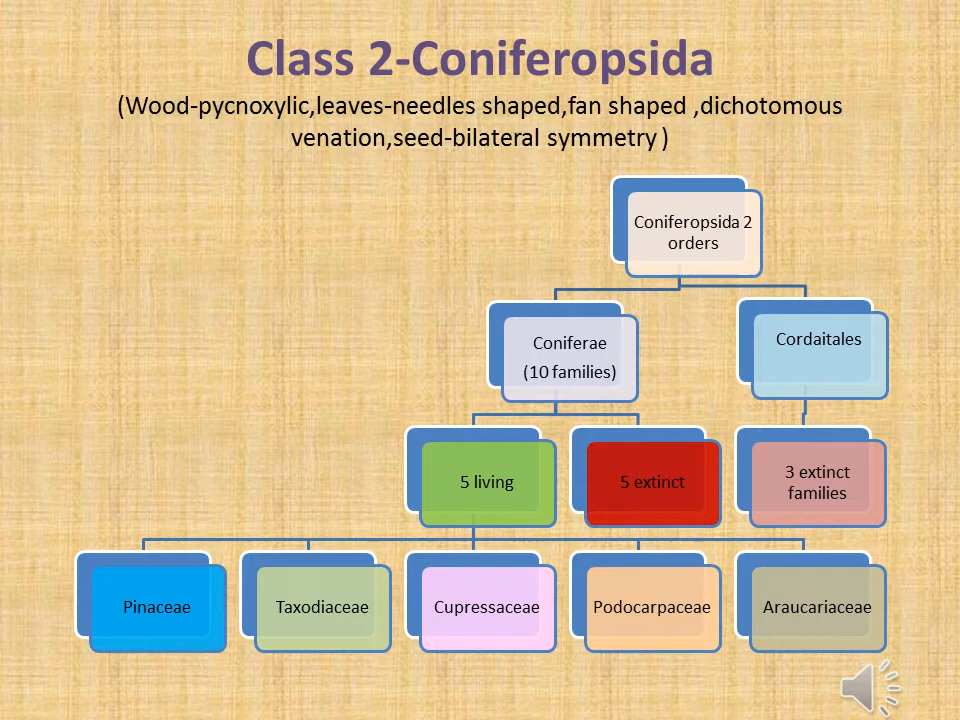 Class 2-Coniferopsida
(Wood-pycnoxylic,leaves-needles shaped,fan shaped ,dichotomous
venation,seed-bilateral symmetry )
Coniferopsida 2
orders
Coniferae
(10 families)
Cordaitales
5 living
5 extinct
3 extinct
families
Pinaceae
Taxodiaceae
Cupressaceae
Podocarpaceae
Araucariaceae